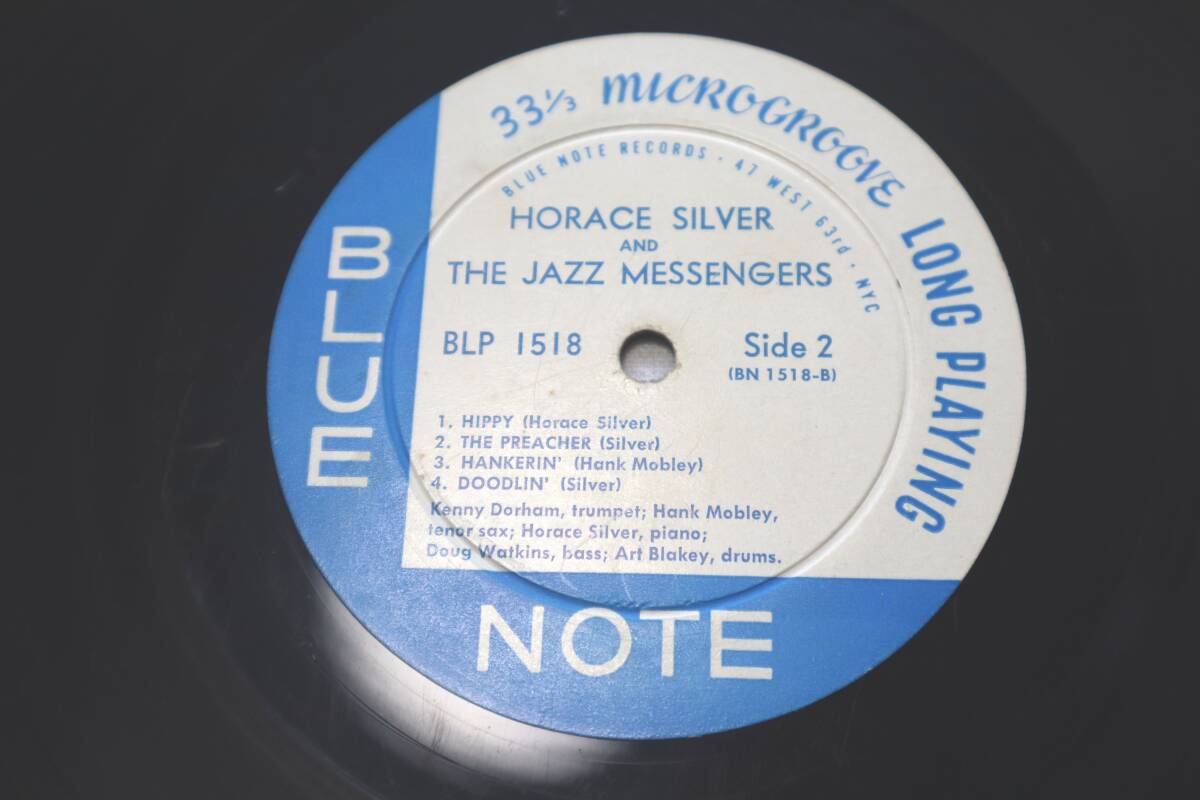 33⅓ MICROGROOVE LONG PLAYING
BLUE NOTE RECORDS · 47 WEST 63rd · NYC
HORACE SILVER
AND
THE JAZZ MESSENGERS
BLP 1518
Side 2
(BN 1518-B)
1. HIPPY (Horace Silver)
2. THE PREACHER (Silver)
3. HANKERIN' (Hank Mobley)
4. DOODLIN' (Silver)
Kenny Dorham, trumpet; Hank Mobley,
tenor sax; Horace Silver, piano;
Doug Watkins, bass; Art Blakey, drums.
BLUE
NOTE